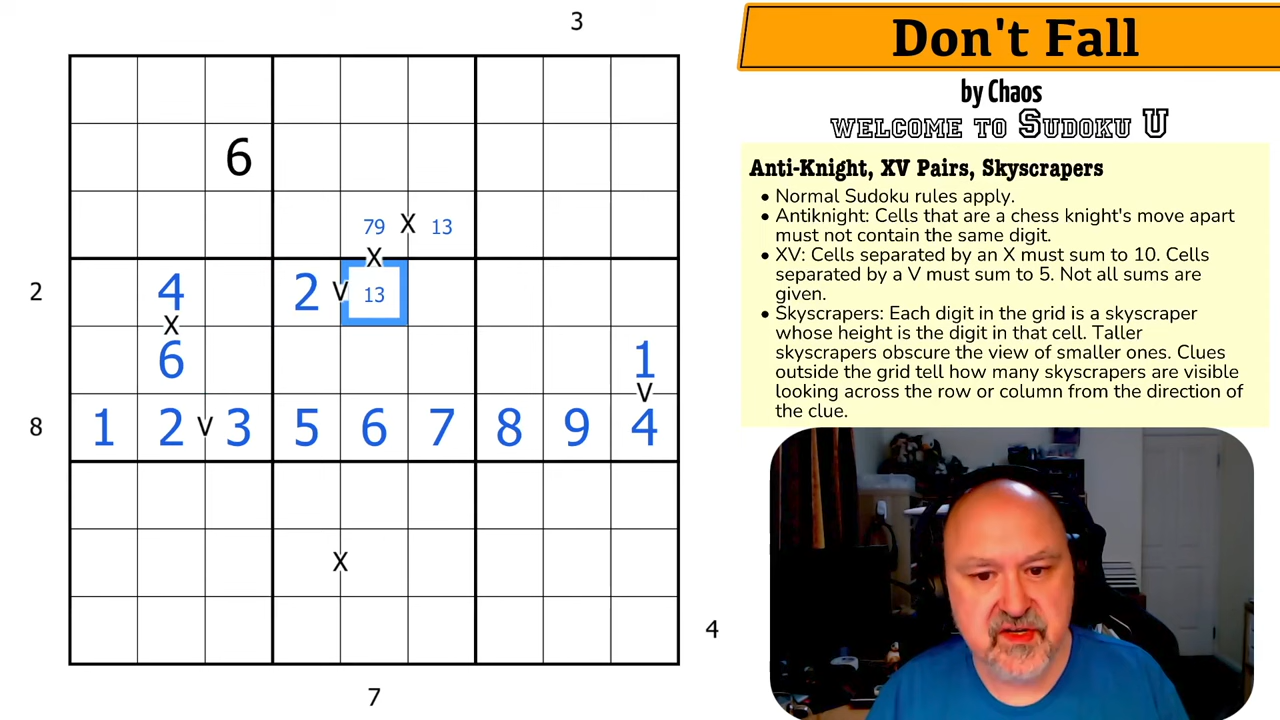 3
Don't Fall
by Chaos
WELCOME TO SUDOKU U
6
Anti-Knight, XV Pairs, Skyscrapers
• Normal Sudoku rules apply.
• Antiknight: Cells that are a chess knight's move apart
must not contain the same digit.
• XV: Cells separated by an X must sum to 10. Cells
separated by a V must sum to 5. Not all sums are
given.
• Skyscrapers: Each digit in the grid is a skyscraper
whose height is the digit in that cell. Taller
skyscrapers obscure the view of smaller ones. Clues
outside the grid tell how many skyscrapers are visible
looking across the row or column from the direction of
the clue.
79 X 13
X
2 4 2 V 13
X
6 1
V
8 1 2 V 3 5 6 7 8 9 4
X
4
7